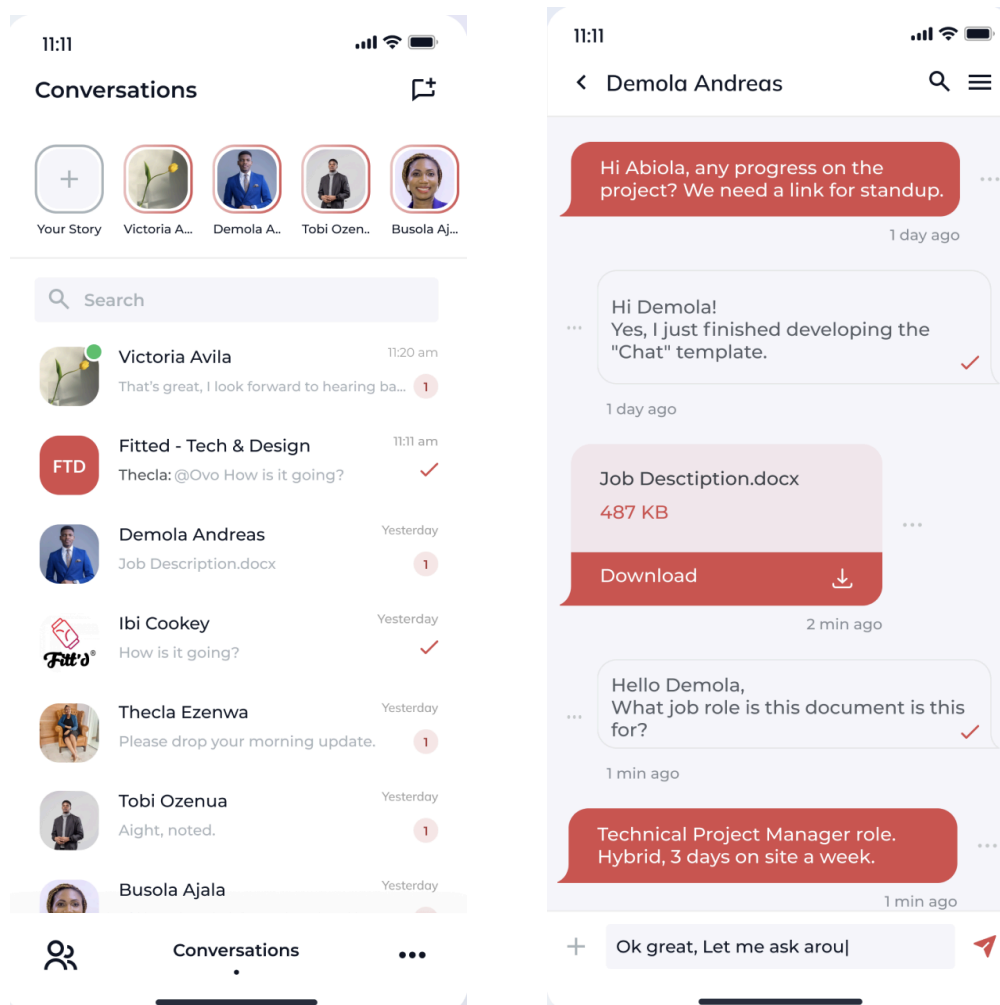 11:11
Conversations
Your Story
Victoria A...
Demola A..
Tobi Ozen..
Busola Aj...
Search
Victoria Avila
11:20 am
That's great, I look forward to hearing ba...
1
FTD
Fitted - Tech & Design
11:11 am
Thecla: @Ovo How is it going?
Demola Andreas
Yesterday
Job Description.docx
1
Fitt'd®
Ibi Cookey
Yesterday
How is it going?
Thecla Ezenwa
Yesterday
Please drop your morning update.
1
Tobi Ozenua
Yesterday
Aight, noted.
1
Busola Ajala
Yesterday
Conversations
11:11
Demola Andreas
Hi Abiola, any progress on the
project? We need a link for standup.
1 day ago
Hi Demola!
Yes, I just finished developing the
"Chat" template.
1 day ago
Job Desctiption.docx
487 KB
Download
2 min ago
Hello Demola,
What job role is this document is this
for?
1 min ago
Technical Project Manager role.
Hybrid, 3 days on site a week.
1 min ago
Ok great, Let me ask arou